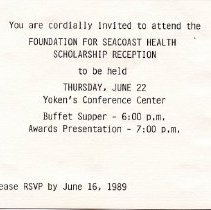 You are cordially invited to attend the
FOUNDATION FOR SEACOAST HEALTH
SCHOLARSHIP RECEPTION
to be held
THURSDAY, JUNE 22
Yoken's Conference Center
Buffet Supper - 6:00 p.m.
Awards Presentation - 7:00 p.m.
ease RSVP by June 16, 1989